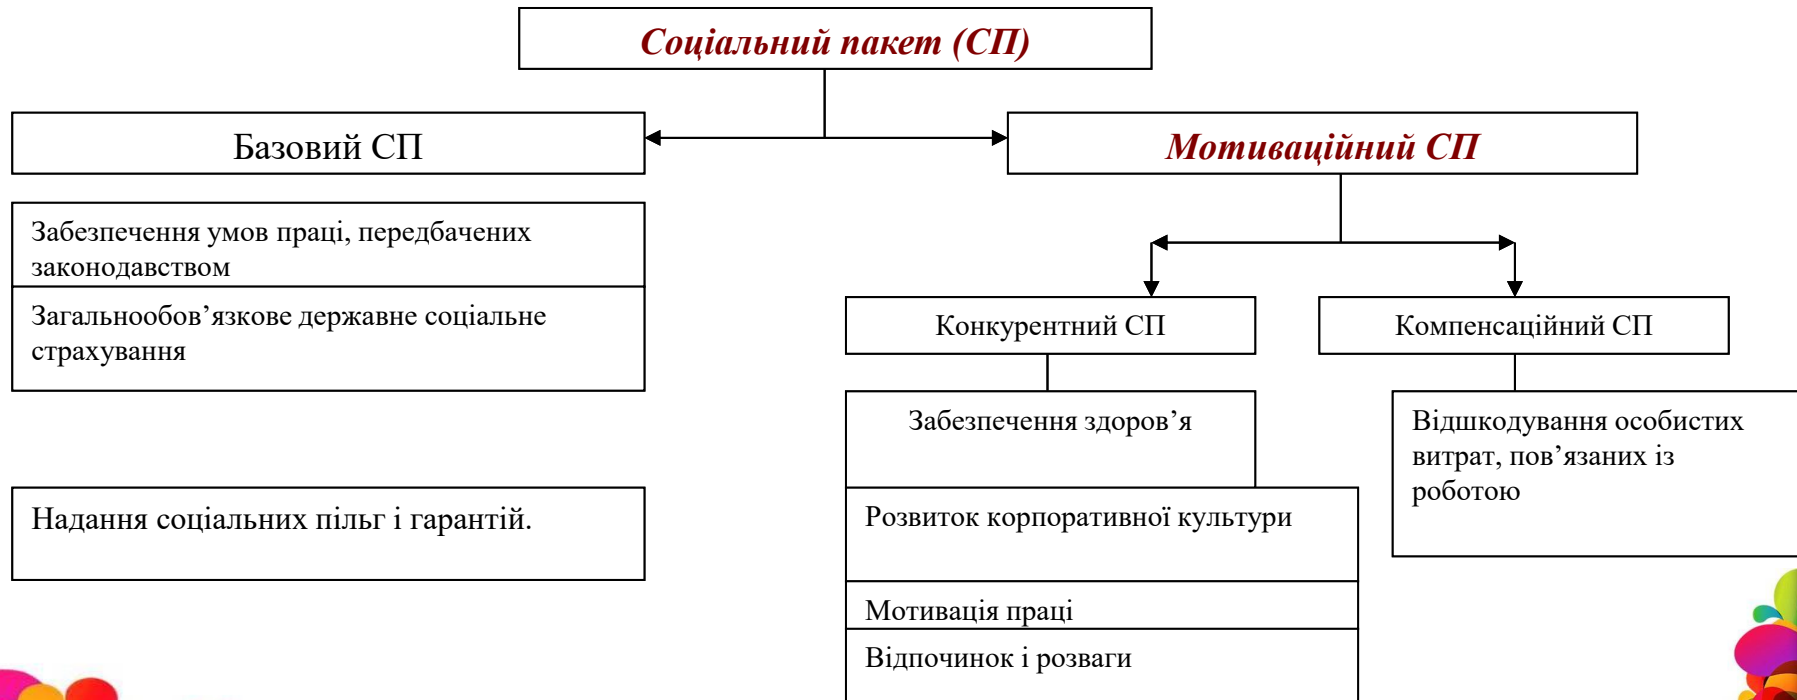 Соціальний пакет (СП)
Базовий СП
Мотиваційний СП
Забезпечення умов праці, передбачених
законодавством
Загальнообов’язкове державне соціальне
страхування
Надання соціальних пільг і гарантій.
Конкурентний СП
Компенсаційний СП
Забезпечення здоров’я
Розвиток корпоративної культури
Мотивація праці
Відпочинок і розваги
Відшкодування особистих
витрат, пов’язаних із
роботою